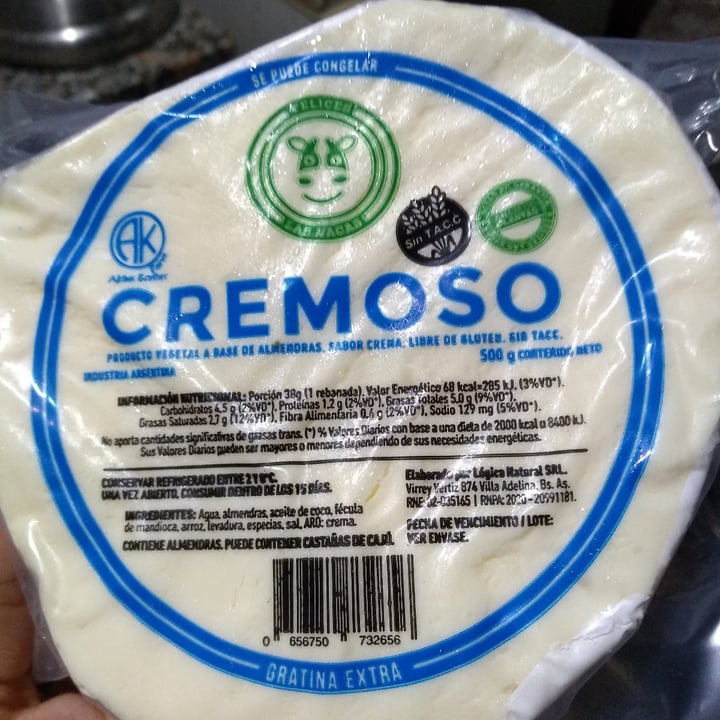 SE PUEDE CONGELAR
FELICES
LAS VACAS
Sin T.A.C.C
AK
CREMOSO
PRODUCTO VEGETAL A BASE DE ALMENDRAS, SABOR CREMA. LIBRE DE GLUTEN. SIN TACC.
500 g CONTENIDO NETO
INDUSTRIA ARGENTINA
INFORMACIÓN NUTRICIONAL: Porción 38g (1 rebanada). Valor Energético 68 kcal=285 kJ. (3%VD*).
Carbohidratos 4,5 g (2%VD*), Proteínas 1,2 g (2%VD*), Grasas Totales 5,0 g (9%VD*),
Grasas Saturadas 2,7 g (12%VD*), Fibra Alimentaria 0,6 g (2%VD*), Sodio 129 mg (5%VD*).
No aporta cantidades significativas de grasas trans. (*) % Valores Diarios con base a una dieta de 2000 kcal o 8400 kJ.
Sus Valores Diarios pueden ser mayores o menores dependiendo de sus necesidades energéticas.
CONSERVAR REFRIGERADO ENTRE 2 Y 8°C.
UNA VEZ ABIERTO, CONSUMIR DENTRO DE LOS 15 DÍAS.
INGREDIENTES: Agua, almendras, aceite de coco, fécula
de mandioca, arroz, levadura, especias, sal, ARO: crema.
CONTIENE ALMENDRAS. PUEDE CONTENER CASTAÑAS DE CAJÚ.
Elaborado por Lógica Natural SRL.
Virrey Vertiz 874 Villa Adelina, Bs. As.
RNE: 02-035165 | RNPA: 2020-20991181.
FECHA DE VENCIMIENTO / LOTE:
VER ENVASE.
0 656750 732656
GRATINA EXTRA